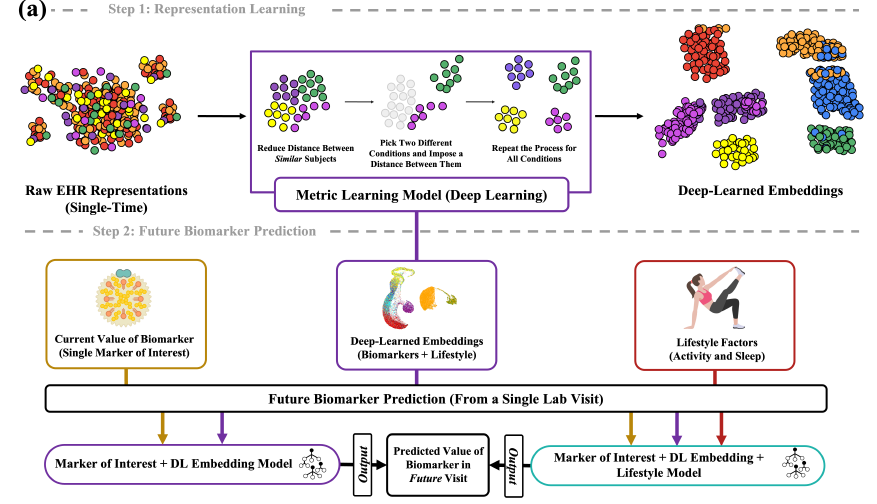 (a)
Step 1: Representation Learning
Reduce Distance Between
Similar Subjects
Pick Two Different
Conditions and Impose a
Distance Between Them
Repeat the Process for
All Conditions
Raw EHR Representations
(Single-Time)
Metric Learning Model (Deep Learning)
Deep-Learned Embeddings
Step 2: Future Biomarker Prediction
Current Value of Biomarker
(Single Marker of Interest)
Deep-Learned Embeddings
(Biomarkers + Lifestyle)
Lifestyle Factors
(Activity and Sleep)
Future Biomarker Prediction (From a Single Lab Visit)
Marker of Interest + DL Embedding Model
Output
Predicted Value of
Biomarker in
Future Visit
Output
Marker of Interest + DL Embedding +
Lifestyle Model